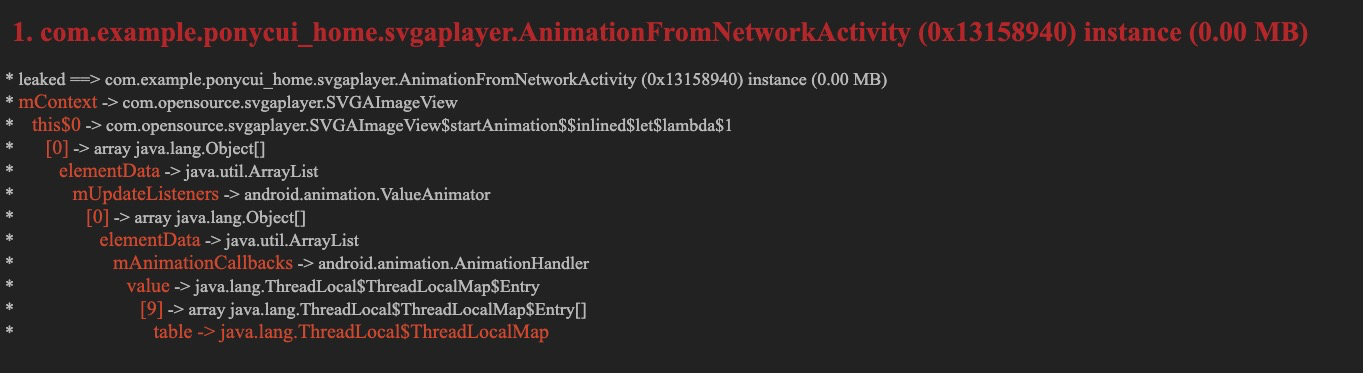 1. com.example.ponycui_home.svgaplayer.AnimationFromNetworkActivity (0x13158940) instance (0.00 MB)
* leaked ==> com.example.ponycui_home.svgaplayer.AnimationFromNetworkActivity (0x13158940) instance (0.00 MB)
* mContext -> com.opensource.svgaplayer.SVGAImageView
* this$0 -> com.opensource.svgaplayer.SVGAImageView$startAnimation$$inlined$let$lambda$1
* [0] -> array java.lang.Object[]
* elementData -> java.util.ArrayList
* mUpdateListeners -> android.animation.ValueAnimator
* [0] -> array java.lang.Object[]
* elementData -> java.util.ArrayList
* mAnimationCallbacks -> android.animation.AnimationHandler
* value -> java.lang.ThreadLocal$ThreadLocalMap$Entry
* [9] -> array java.lang.ThreadLocal$ThreadLocalMap$Entry[]
* table -> java.lang.ThreadLocal$ThreadLocalMap